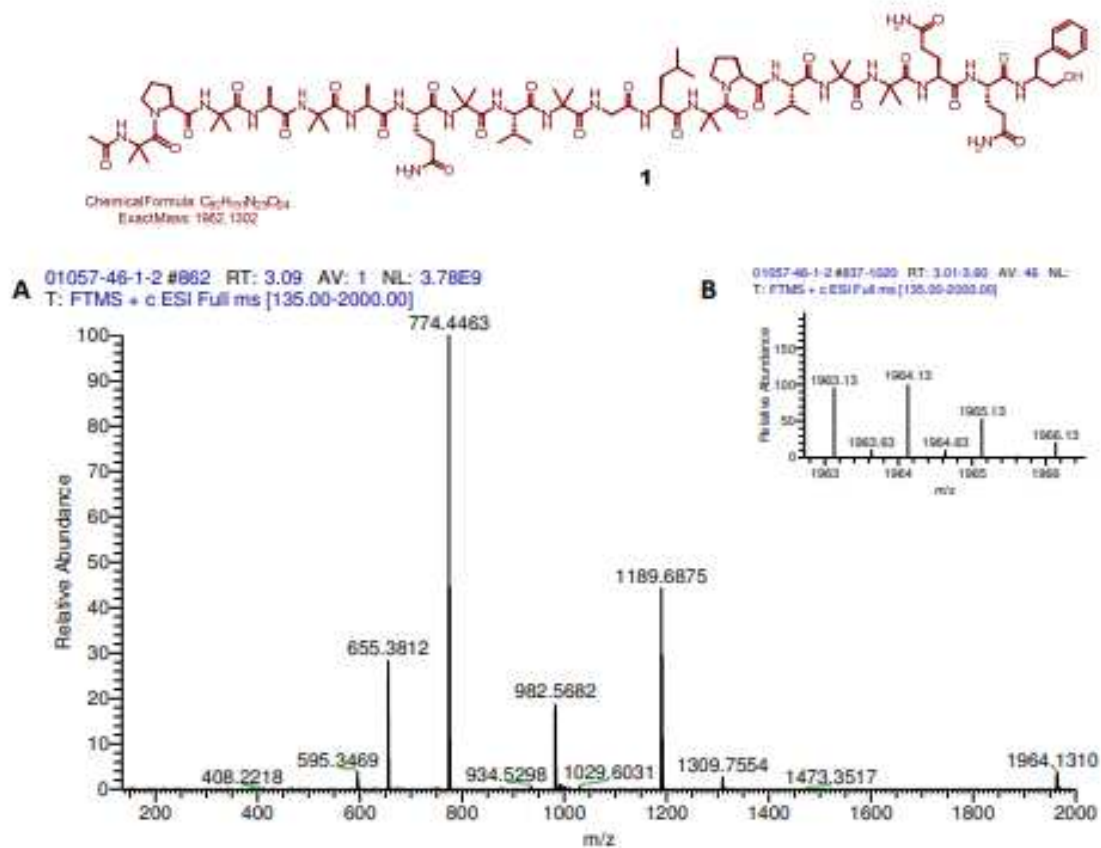 H₂N O
OH
H₂N O
H₂N O
1
ChemicalFormula:
ExactMass: 1962.1302
A
01057-46-1-2 #862 RT: 3.09 AV: 1 NL: 3.78E9
T: FTMS + c ESI Full ms [135.00-2000.00]
774.4463
1189.6875
655.3812
982.5682
595.3469
408.2218
934.5298
1029.6031
1309.7554
1473.3517
1964.1310
100
90
80
70
60
50
40
30
20
10
0
Relative Abundance
200 400 600 800 1000 1200 1400 1600 1800 2000
m/z
B
01057-46-1-2 #837-1020 RT: 3.01-3.60 AV: 46 NL:
T: FTMS + c ESI Full ms [135.00-2000.00]
150
100
50
0
Relative Abundance
1963.13
1963.63
1964.13
1964.63
1965.13
1966.13
1963 1964 1965 1966
m/z